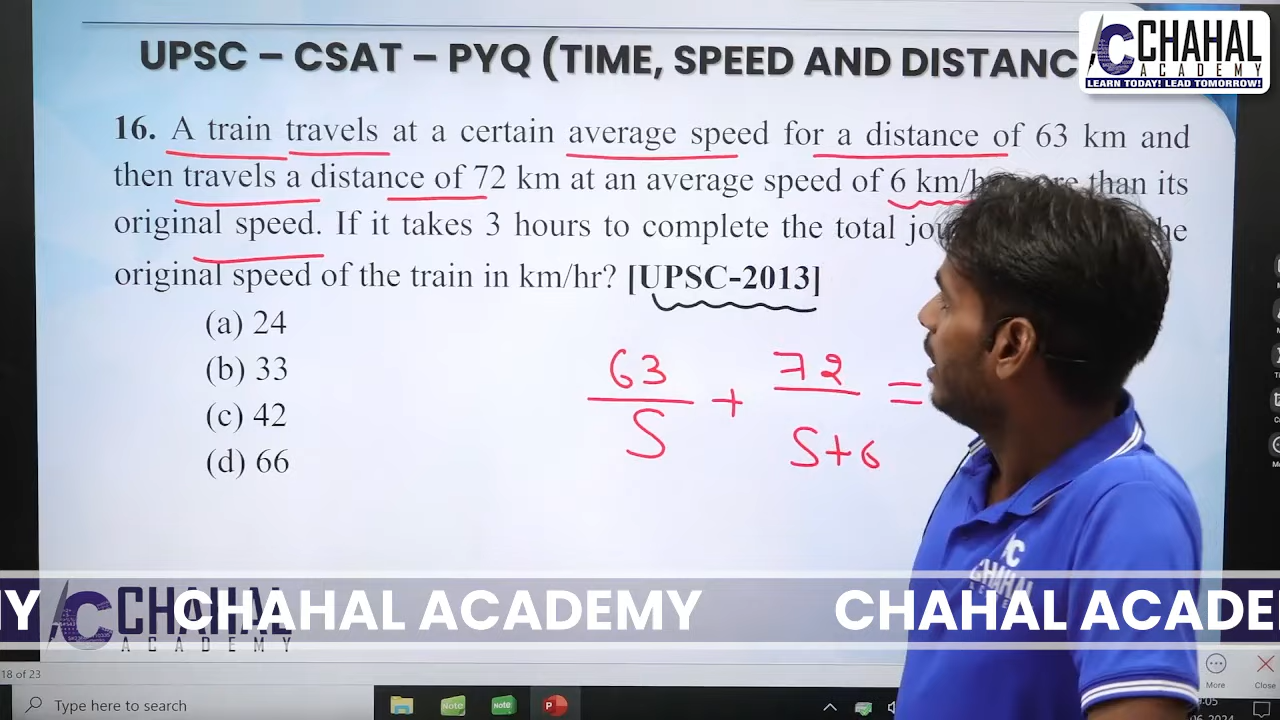 UPSC – CSAT – PYQ (TIME, SPEED AND DISTANC
CHAHAL
ACADEMY
LEARN TODAY! LEAD TOMORROW!
16. A train travels at a certain average speed for a distance of 63 km and
then travels a distance of 72 km at an average speed of 6 km/h than its
original speed. If it takes 3 hours to complete the total
original speed of the train in km/hr? [UPSC-2013]
(a) 24
(b) 33
(c) 42
(d) 66
63/S + 72/S+6 =
CHAHAL ACADEMY
CHAHAL ACADE
CHAHAL
ACADEMY
18 of 23
More
Close
Type here to search